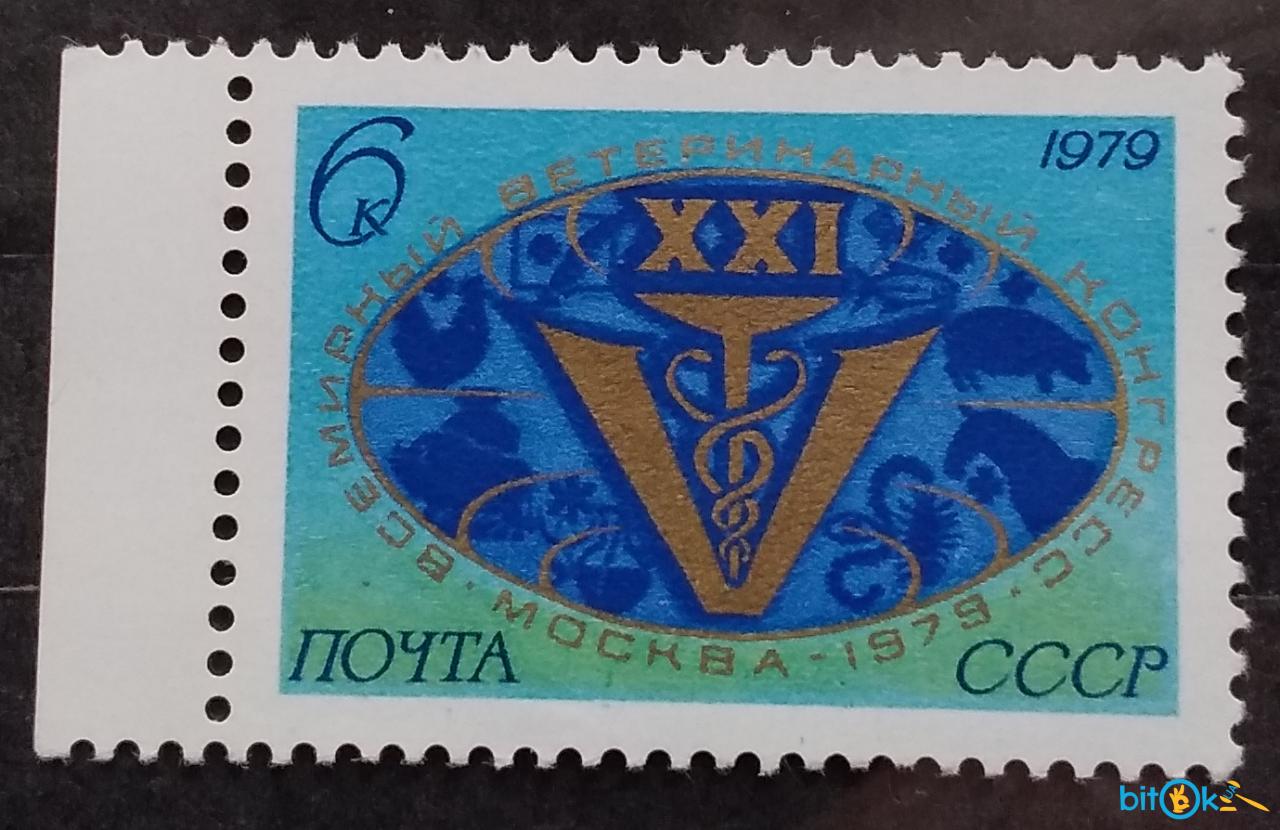 6к
1979
ВСЕМИРНЫЙ ВЕТЕРИНАРНЫЙ КОНГРЕСС
XXI
V
· МОСКВА - 1979 ·
ПОЧТА
СССР
bitOk